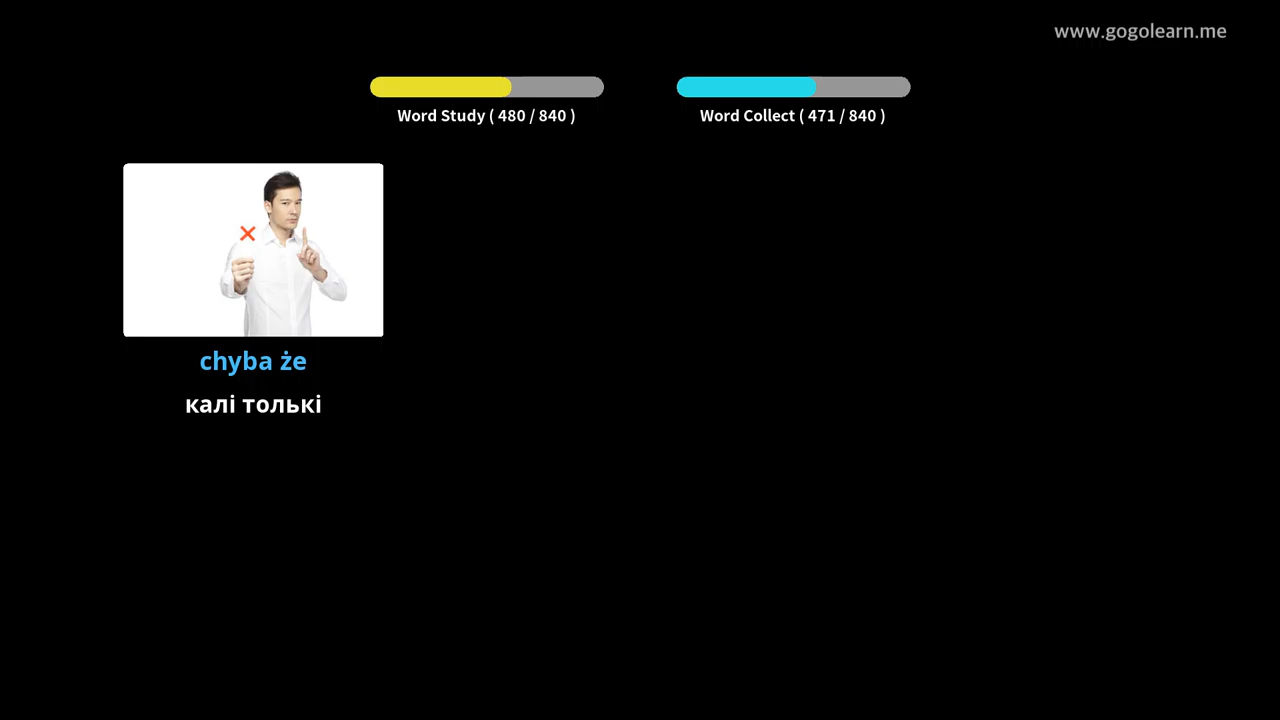 www.gogolearn.me
Word Study ( 480 / 840 )
Word Collect ( 471 / 840 )
chyba że
калі толькі